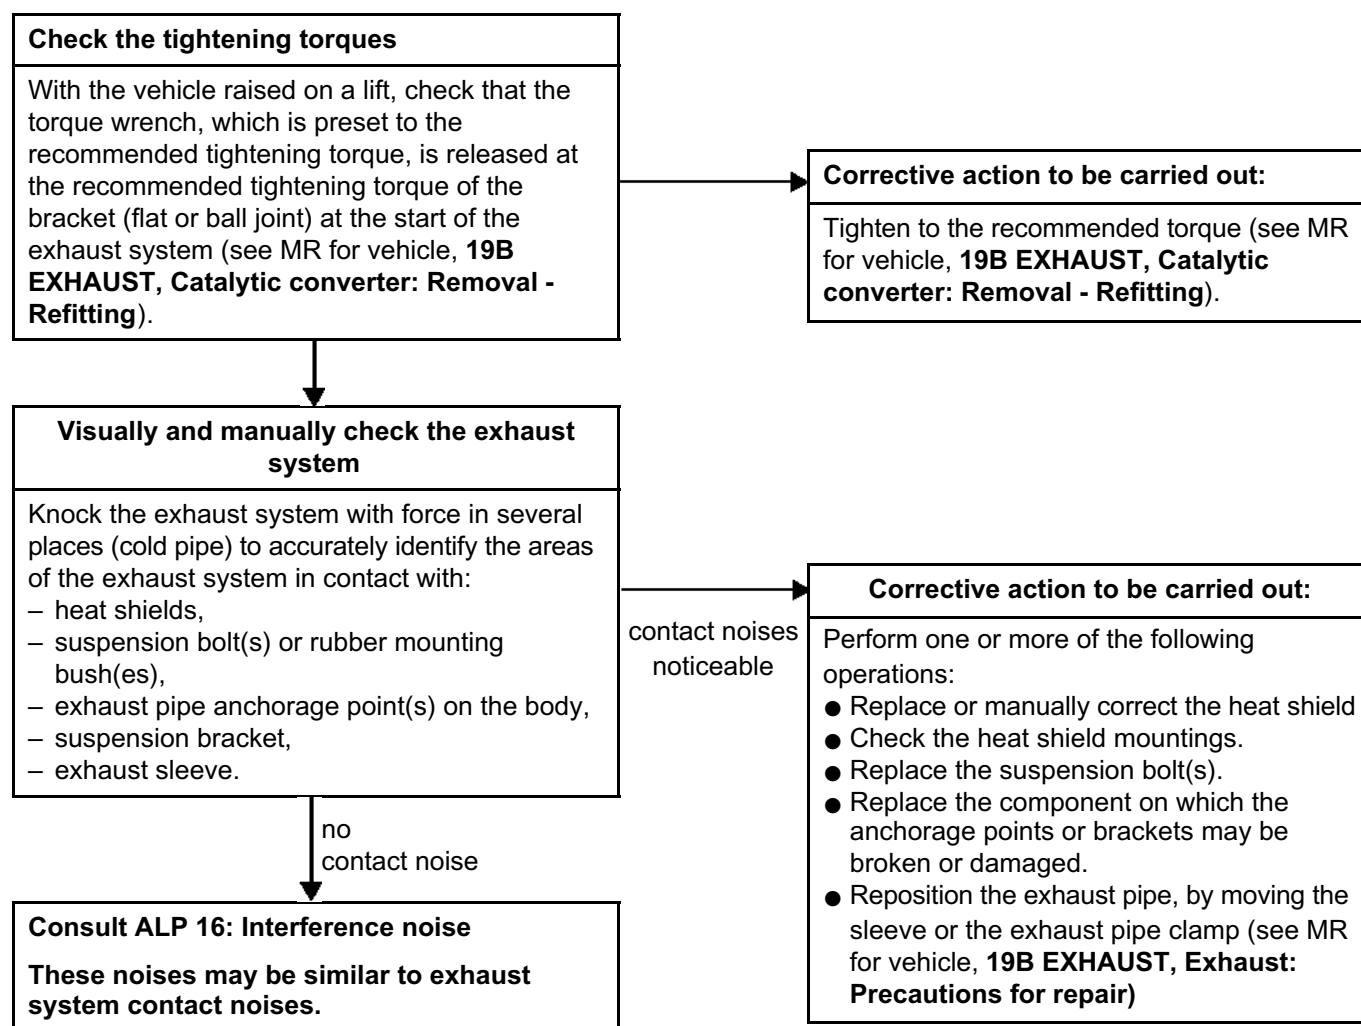 Check the tightening torques
With the vehicle raised on a lift, check that the
torque wrench, which is preset to the
recommended tightening torque, is released at
the recommended tightening torque of the
bracket (flat or ball joint) at the start of the
exhaust system (see MR for vehicle, 19B
EXHAUST, Catalytic converter: Removal -
Refitting).
Corrective action to be carried out:
Tighten to the recommended torque (see MR
for vehicle, 19B EXHAUST, Catalytic
converter: Removal - Refitting).
Visually and manually check the exhaust
system
Knock the exhaust system with force in several
places (cold pipe) to accurately identify the areas
of the exhaust system in contact with:
– heat shields,
– suspension bolt(s) or rubber mounting
bush(es),
– exhaust pipe anchorage point(s) on the body,
– suspension bracket,
– exhaust sleeve.
contact noises
noticeable
Corrective action to be carried out:
Perform one or more of the following
operations:
● Replace or manually correct the heat shield
● Check the heat shield mountings.
● Replace the suspension bolt(s).
● Replace the component on which the
anchorage points or brackets may be
broken or damaged.
● Reposition the exhaust pipe, by moving the
sleeve or the exhaust pipe clamp (see MR
for vehicle, 19B EXHAUST, Exhaust:
Precautions for repair)
no
contact noise
Consult ALP 16: Interference noise
These noises may be similar to exhaust
system contact noises.